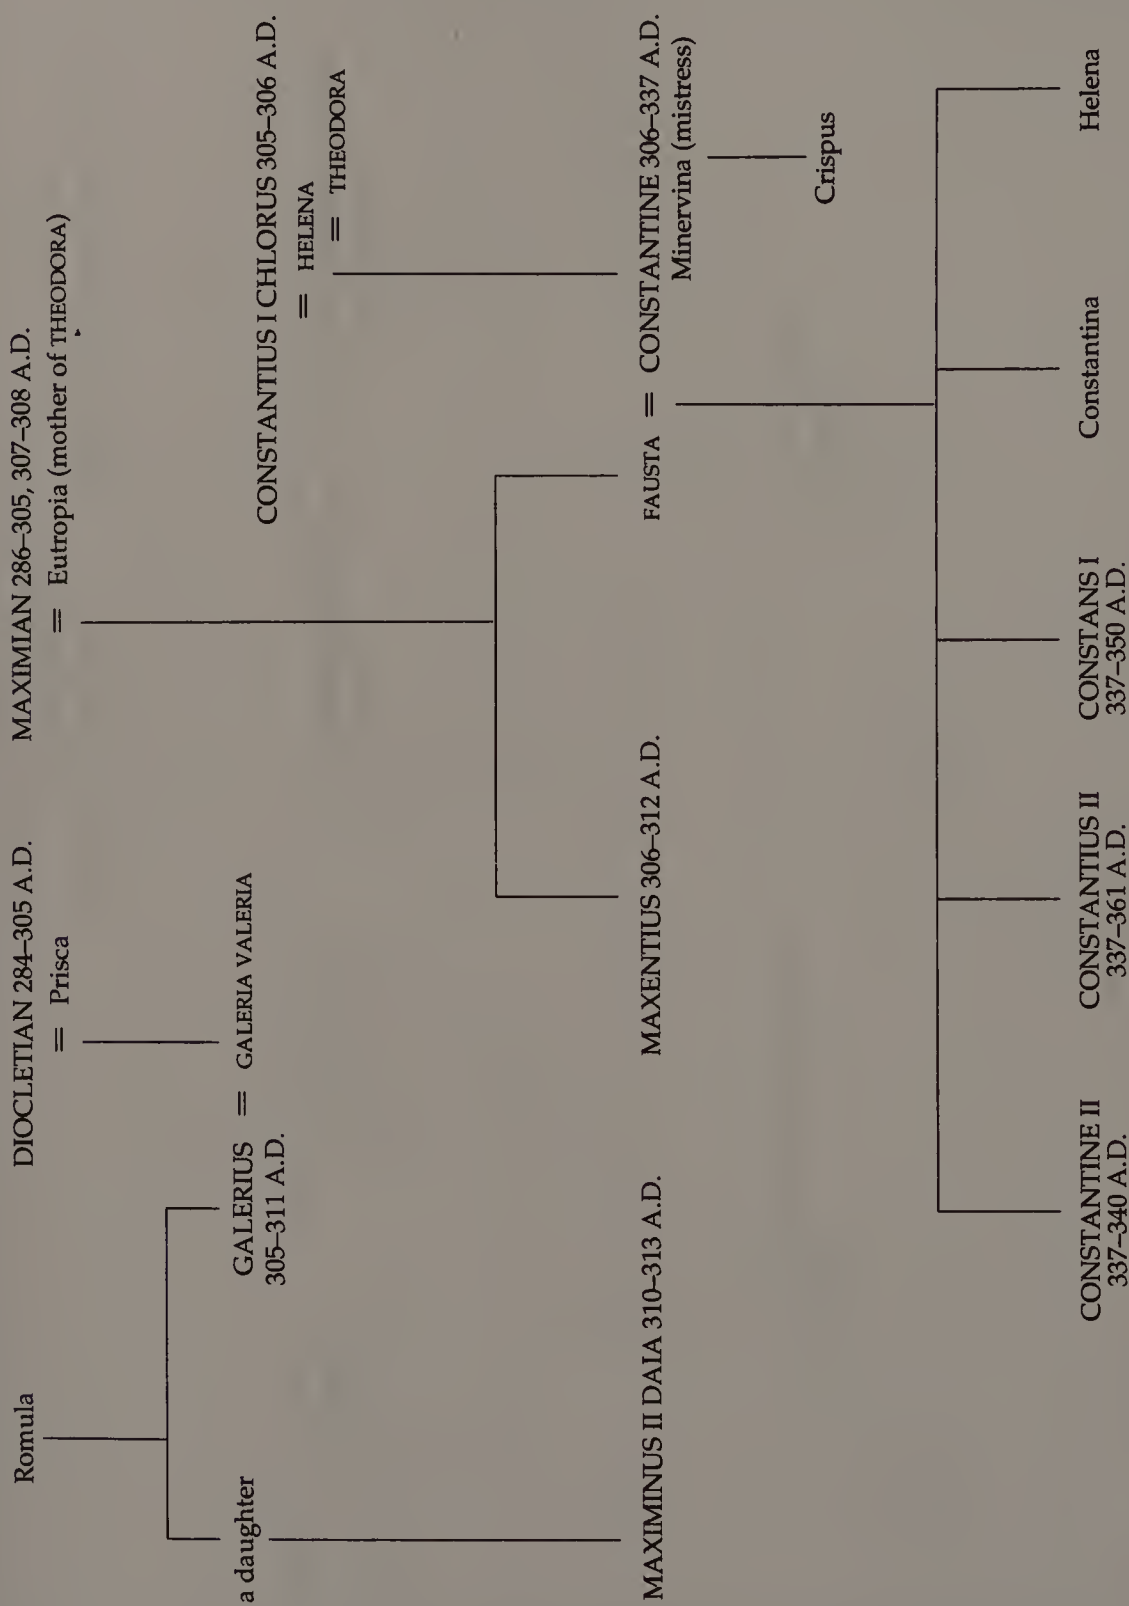 Romula
DIOCLETIAN 284–305 A.D.
= Prisca
MAXIMIAN 286–305, 307–308 A.D.
= Eutropia (mother of THEODORA)
a daughter
GALERIUS = GALERIA VALERIA
305–311 A.D.
CONSTANTIUS I CHLORUS 305–306 A.D.
= HELENA
= THEODORA
MAXIMINUS II DAIA 310–313 A.D.
MAXENTIUS 306–312 A.D.
FAUSTA = CONSTANTINE 306–337 A.D.
Minervina (mistress)
Crispus
CONSTANTINE II
337–340 A.D.
CONSTANTIUS II
337–361 A.D.
CONSTANS I
337–350 A.D.
Constantina
Helena